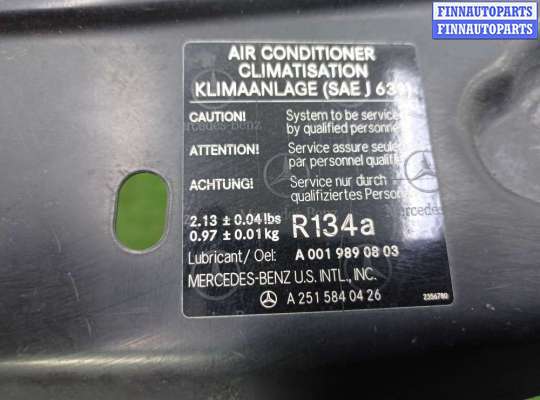 FINNAUTOPARTS
FINNAUTOPARTS
AIR CONDITIONER
CLIMATISATION
KLIMAANLAGE (SAE J 639)
CAUTION! System to be serviced
by qualified personnel
ATTENTION! Service assure seulement
par personnel qualifié
ACHTUNG! Service nur durch
qualifiziertes Personal
2.13 ± 0.04 lbs
0.97 ± 0.01 kg R134a
Lubricant/ Oel: A 001 989 08 03
MERCEDES-BENZ U.S. INTL., INC.
A 251 584 04 26 2356780